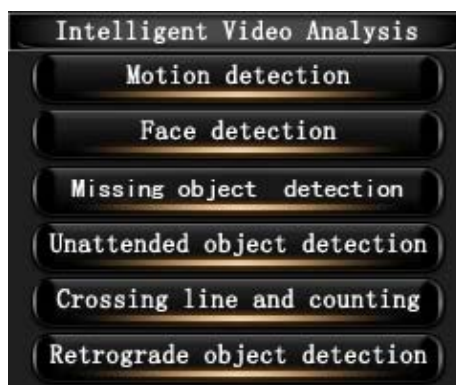 Intelligent Video Analysis
Motion detection
Face detection
Missing object detection
Unattended object detection
Crossing line and counting
Retrograde object detection